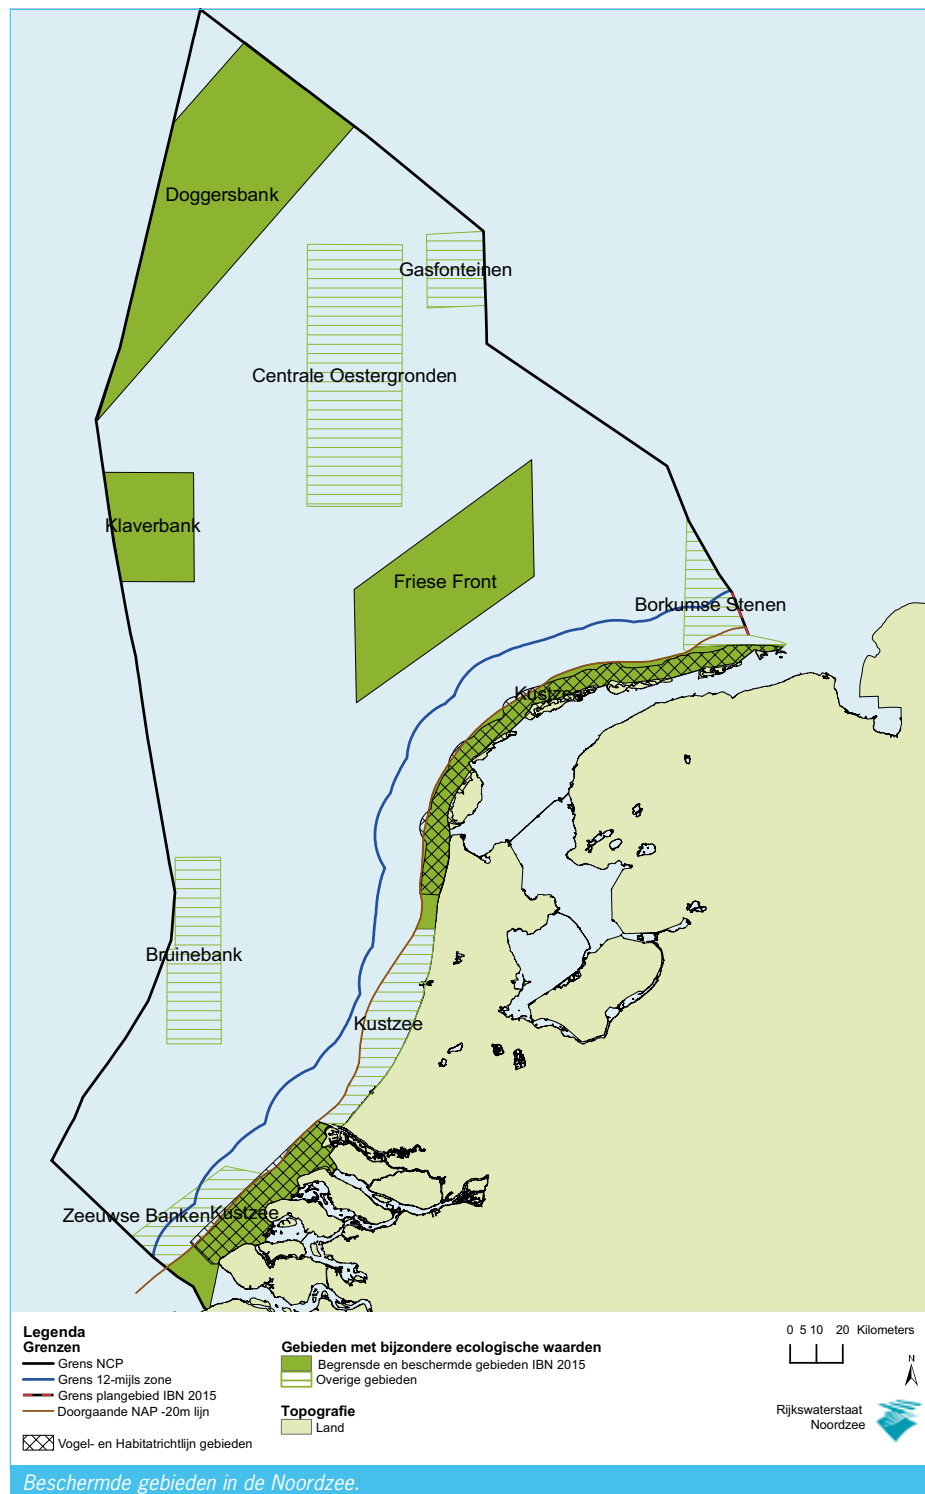 Doggersbank
Gasfonteinen
Centrale Oestergronden
Klaverbank
Friese Front
Borkumse Stenen
Kustzee
Bruinebank
Kustzee
Zeeuwse Banken
Kustzee
Legenda
Grenzen
Grens NCP
Grens 12-mijls zone
Grens plangebied IBN 2015
Doorgaande NAP -20m lijn
Vogel- en Habitatrichtlijn gebieden
Gebieden met bijzondere ecologische waarden
Begrensde en beschermde gebieden IBN 2015
Overige gebieden
Topografie
Land
0 5 10 20 Kilometers
N
Rijkswaterstaat
Noordzee
Beschermde gebieden in de Noordzee.